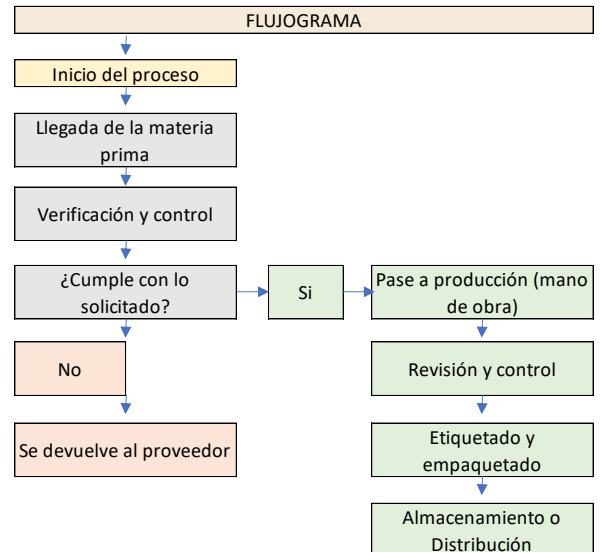 FLUJOGRAMA
Inicio del proceso
Llegada de la materia
prima
Verificación y control
¿Cumple con lo
solicitado?
Si
Pase a producción (mano
de obra)
No
Revisión y control
Se devuelve al proveedor
Etiquetado y
empaquetado
Almacenamiento o
Distribución